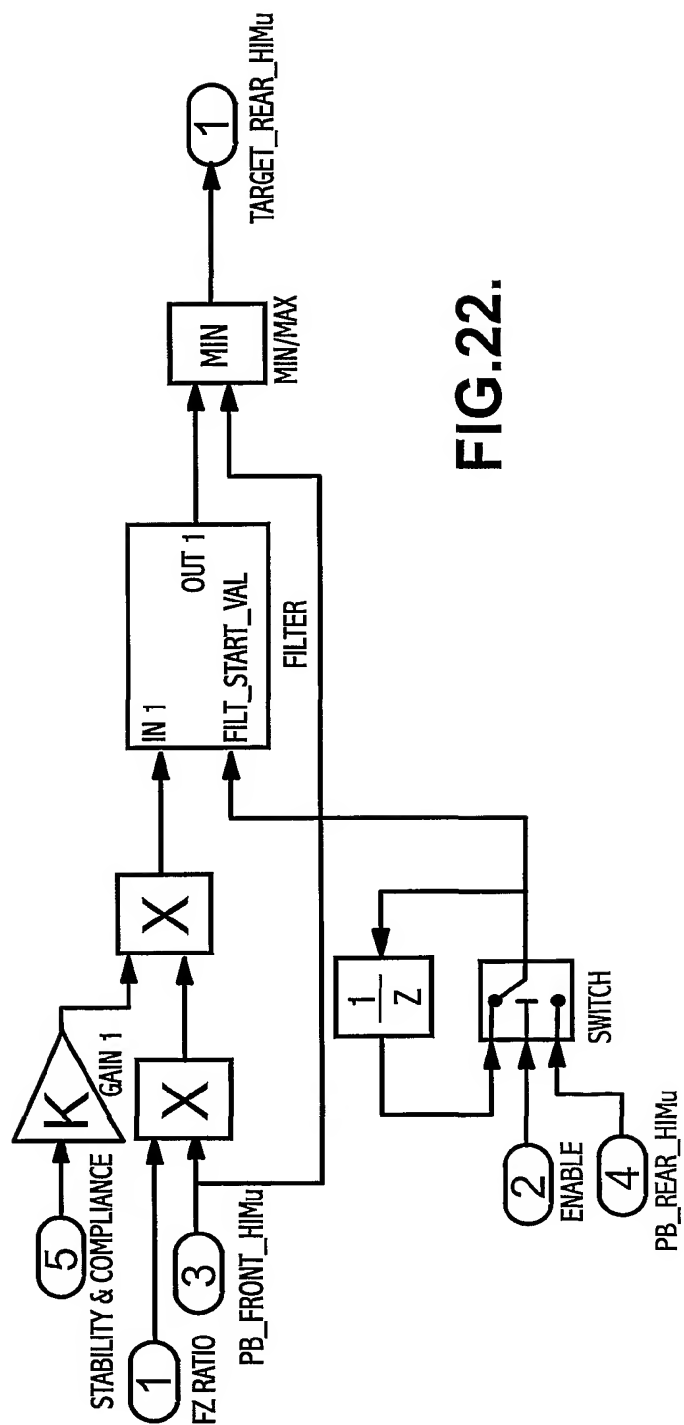 5
STABILITY & COMPLIANCE
K
GAIN 1
1
FZ RATIO
3
PB_FRONT_HIMu
X
X
IN 1
OUT 1
FILT_START_VAL
FILTER
MIN
MIN/MAX
1
TARGET_REAR_HIMu
1
Z
2
ENABLE
4
PB_REAR_HIMu
SWITCH
FIG.22.